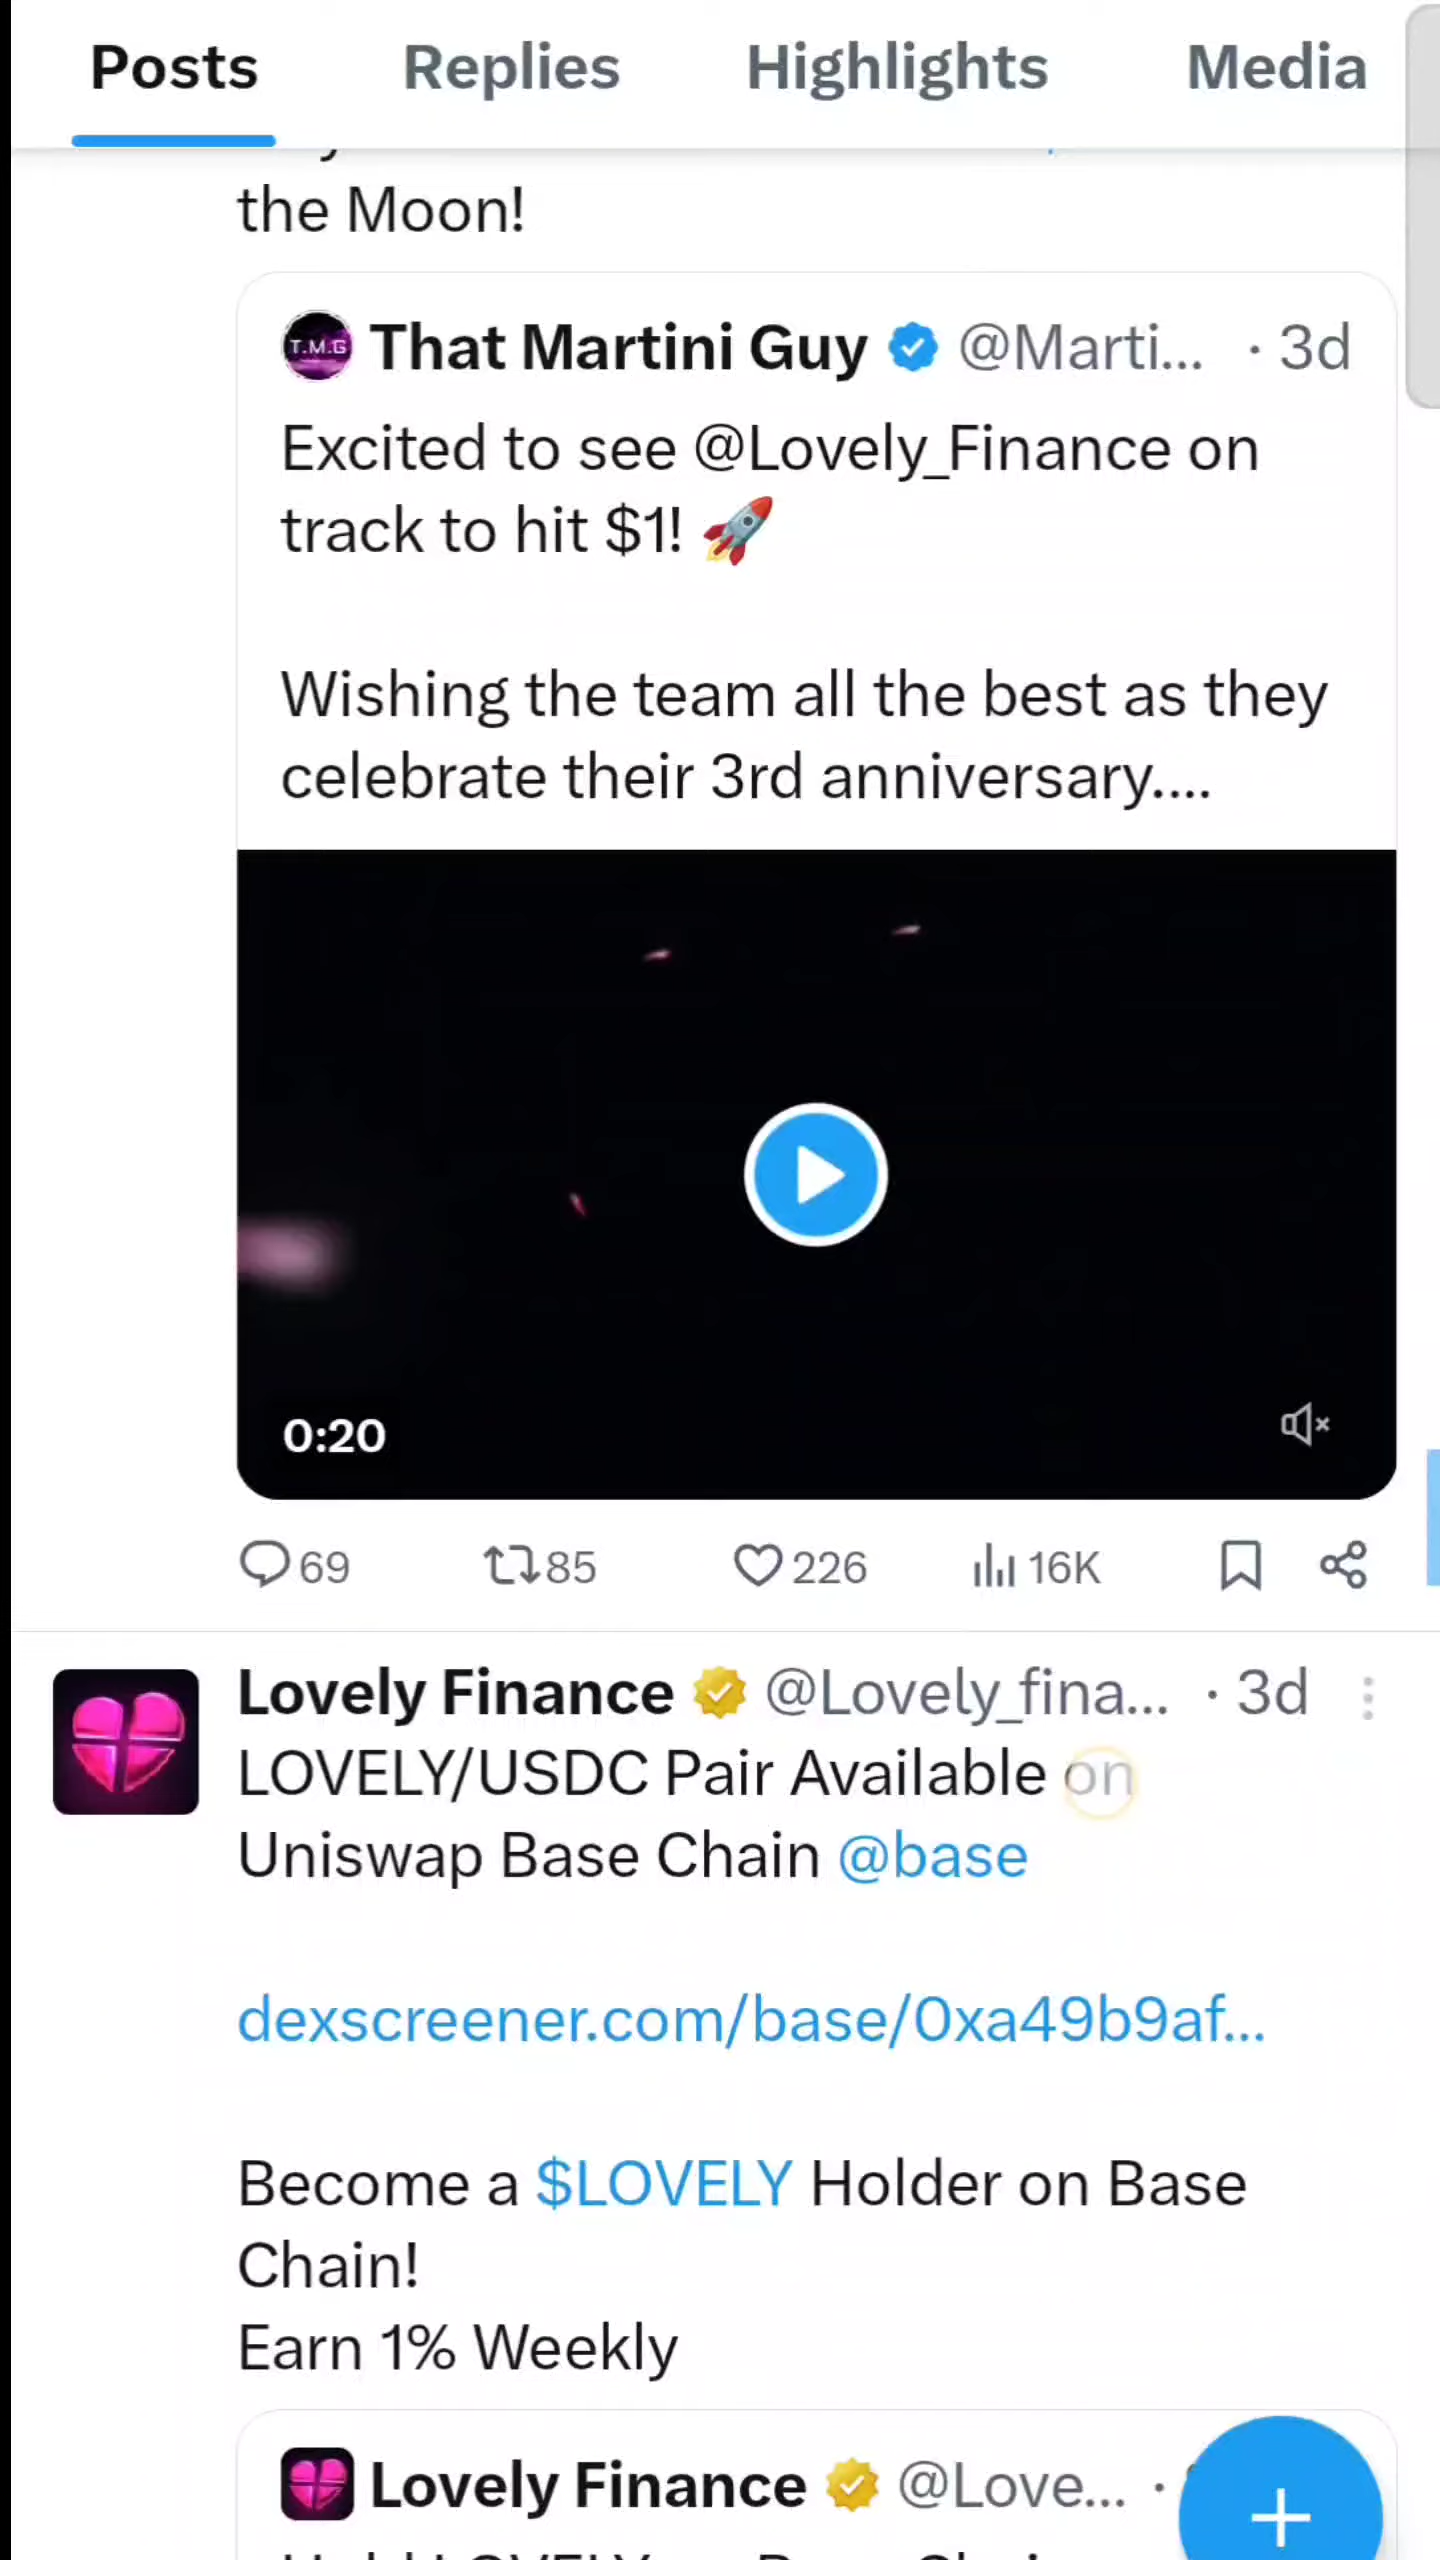 Posts Replies Highlights Media
the Moon!
T.M.G That Martini Guy @Marti... · 3d
Excited to see @Lovely_Finance on
track to hit $1! 🚀
Wishing the team all the best as they
celebrate their 3rd anniversary....
0:20
69 85 226 16K
Lovely Finance @Lovely_fina... · 3d
LOVELY/USDC Pair Available on
Uniswap Base Chain @base
dexscreener.com/base/0xa49b9af...
Become a $LOVELY Holder on Base
Chain!
Earn 1% Weekly
Lovely Finance @Love... ·